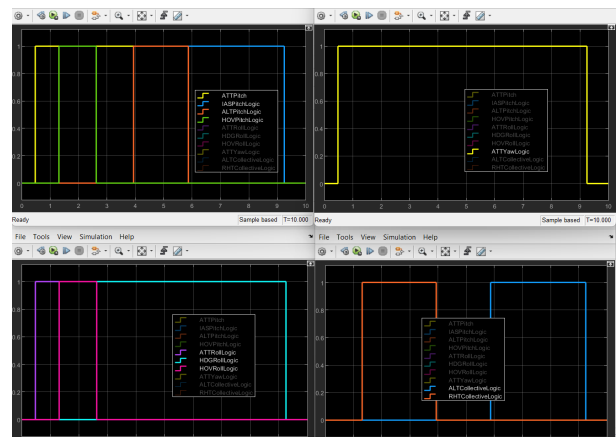 1
0.8
0.6
0.4
0.2
0
ATTPitch
IASPitchLogic
ALTPitchLogic
HOVPitchLogic
ATTRollLogic
HDGRollLogic
HOVRollLogic
ATTYawLogic
ALTCollectiveLogic
RHTCollectiveLogic
0 1 2 3 4 5 6 7 8 9 10
Ready Sample based T=10.000
1
0.8
0.6
0.4
0.2
0
ATTPitch
IASPitchLogic
ALTPitchLogic
HOVPitchLogic
ATTRollLogic
HDGRollLogic
HOVRollLogic
ATTYawLogic
ALTCollectiveLogic
RHTCollectiveLogic
0 1 2 3 4 5 6 7 8 9 10
Ready Sample based T=10.000
File Tools View Simulation Help
1
0.8
0.6
0.4
0.2
0
ATTPitch
IASPitchLogic
ALTPitchLogic
HOVPitchLogic
ATTRollLogic
HDGRollLogic
HOVRollLogic
ATTYawLogic
ALTCollectiveLogic
RHTCollectiveLogic
File Tools View Simulation Help
1
0.8
0.6
0.4
0.2
0
ATTPitch
IASPitchLogic
ALTPitchLogic
HOVPitchLogic
ATTRollLogic
HDGRollLogic
HOVRollLogic
ATTYawLogic
ALTCollectiveLogic
RHTCollectiveLogic